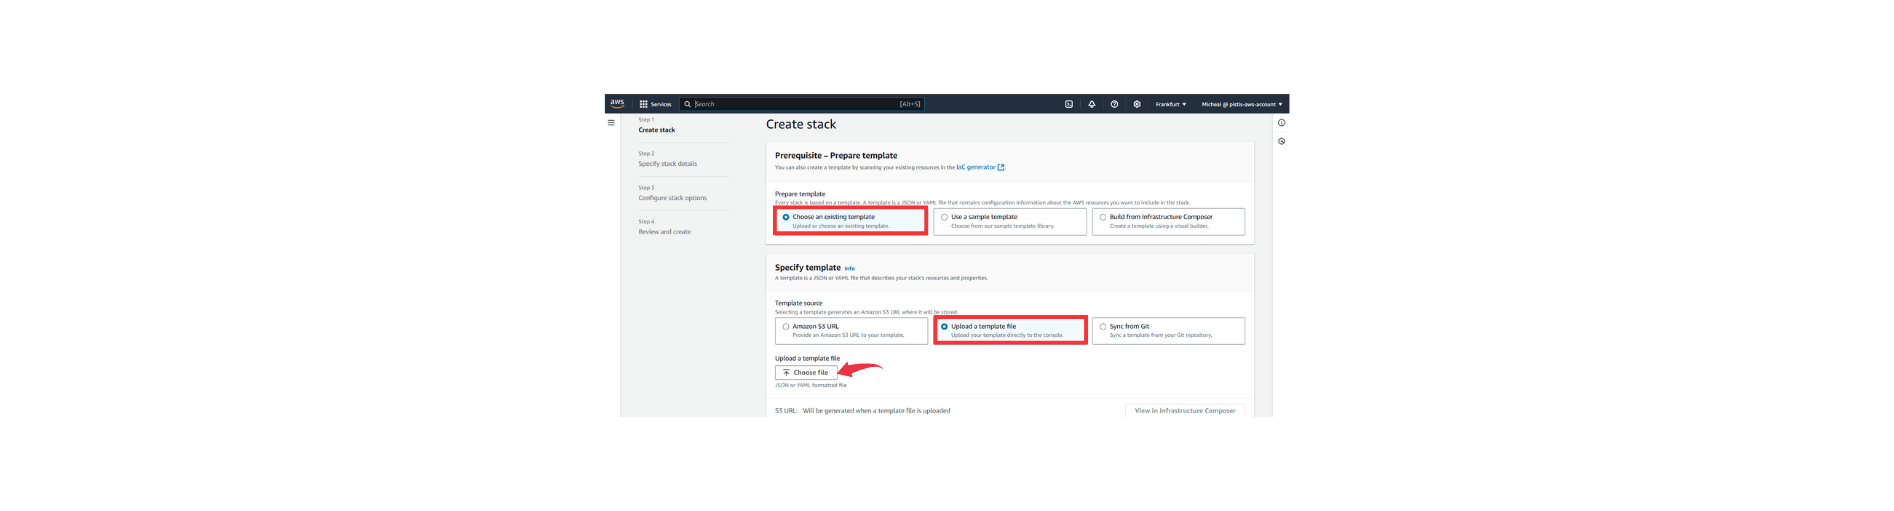 aws Services Search [Alt+S] Frankfurt ▼ Micheal @ pistis-aws-account ▼
Step 1
Create stack
Step 2
Specify stack details
Step 3
Configure stack options
Step 4
Review and create
Create stack
Prerequisite – Prepare template
You can also create a template by scanning your existing resources in the IaC generator
Prepare template
Every stack is based on a template. A template is a JSON or YAML file that contains configuration information about the AWS resources you want to include in the stack.
Choose an existing template
Upload or choose an existing template.
Use a sample template
Choose from our sample template library.
Build from Infrastructure Composer
Create a template using a visual builder.
Specify template Info
A template is a JSON or YAML file that describes your stack's resources and properties.
Template source
Selecting a template generates an Amazon S3 URL where it will be stored.
Amazon S3 URL
Provide an Amazon S3 URL to your template.
Upload a template file
Upload your template directly to the console.
Sync from Git
Sync a template from your Git repository.
Upload a template file
Choose file
JSON or YAML formatted file
S3 URL: Will be generated when a template file is uploaded
View in Infrastructure Composer